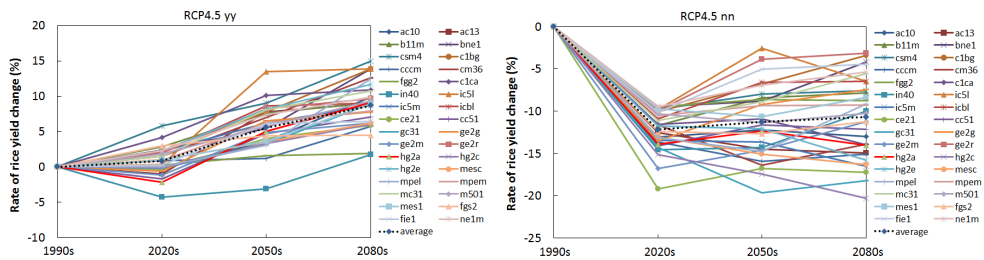 RCP4.5 yy
Rate of rice yield change (%)
20
15
10
5
0
-5
-10
1990s 2020s 2050s 2080s
ac10 ac13
b11m bne1
csm4 c1bg
cccm cm36
fgg2 c1ca
in40 ic5l
ic5m icbl
ce21 cc51
gc31 ge2g
ge2m ge2r
hg2a hg2c
hg2e mesc
mpel mpem
mc31 m501
mes1 fgs2
fie1 ne1m
average
RCP4.5 nn
Rate of rice yield change (%)
0
-5
-10
-15
-20
-25
1990s 2020s 2050s 2080s
ac10 ac13
b11m bne1
csm4 c1bg
cccm cm36
fgg2 c1ca
in40 ic5l
ic5m icbl
ce21 cc51
gc31 ge2g
ge2m ge2r
hg2a hg2c
hg2e mesc
mpel mpem
mc31 m501
mes1 fgs2
fie1 ne1m
average